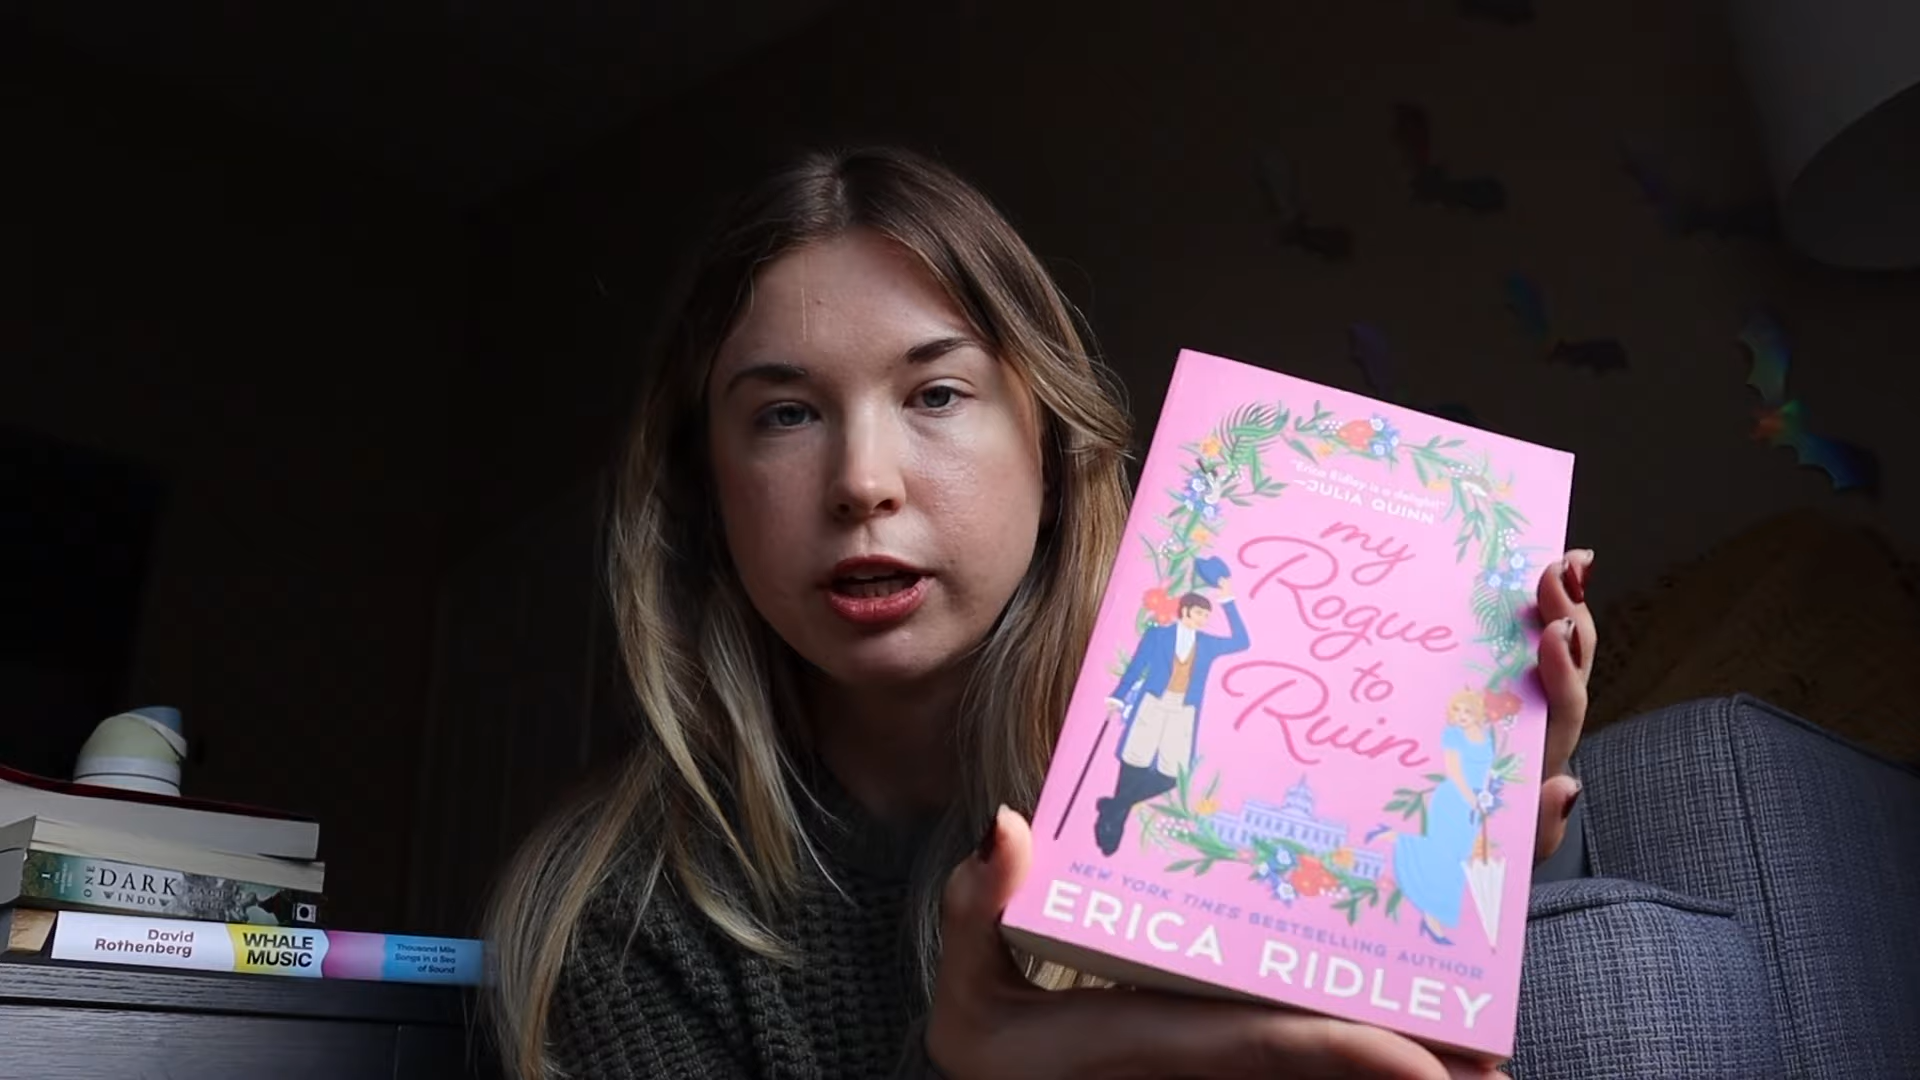 "Erica Ridley is a delight!"
—JULIA QUINN
my
Rogue
to
Ruin
NEW YORK TIMES BESTSELLING AUTHOR
ERICA RIDLEY
1
ONE
DARK
WINDOW
David
Rothenberg
WHALE
MUSIC
Thousand Mile
Songs in a Sea
of Sound